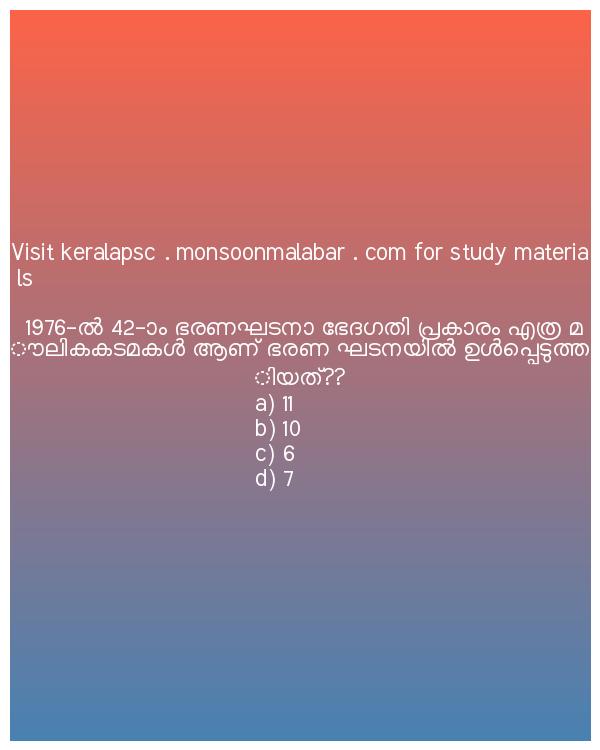 Visit keralapsc . monsoonmalabar . com for study materia
ls
1976-ൽ 42-ാം ഭരണഘടനാ ഭേദഗതി പ്രകാരം എത്ര മ
ൗലികകടമകൾ ആണ് ഭരണ ഘടനയിൽ ഉൾപ്പെടുത്ത
ിയത്??
a) 11
b) 10
c) 6
d) 7